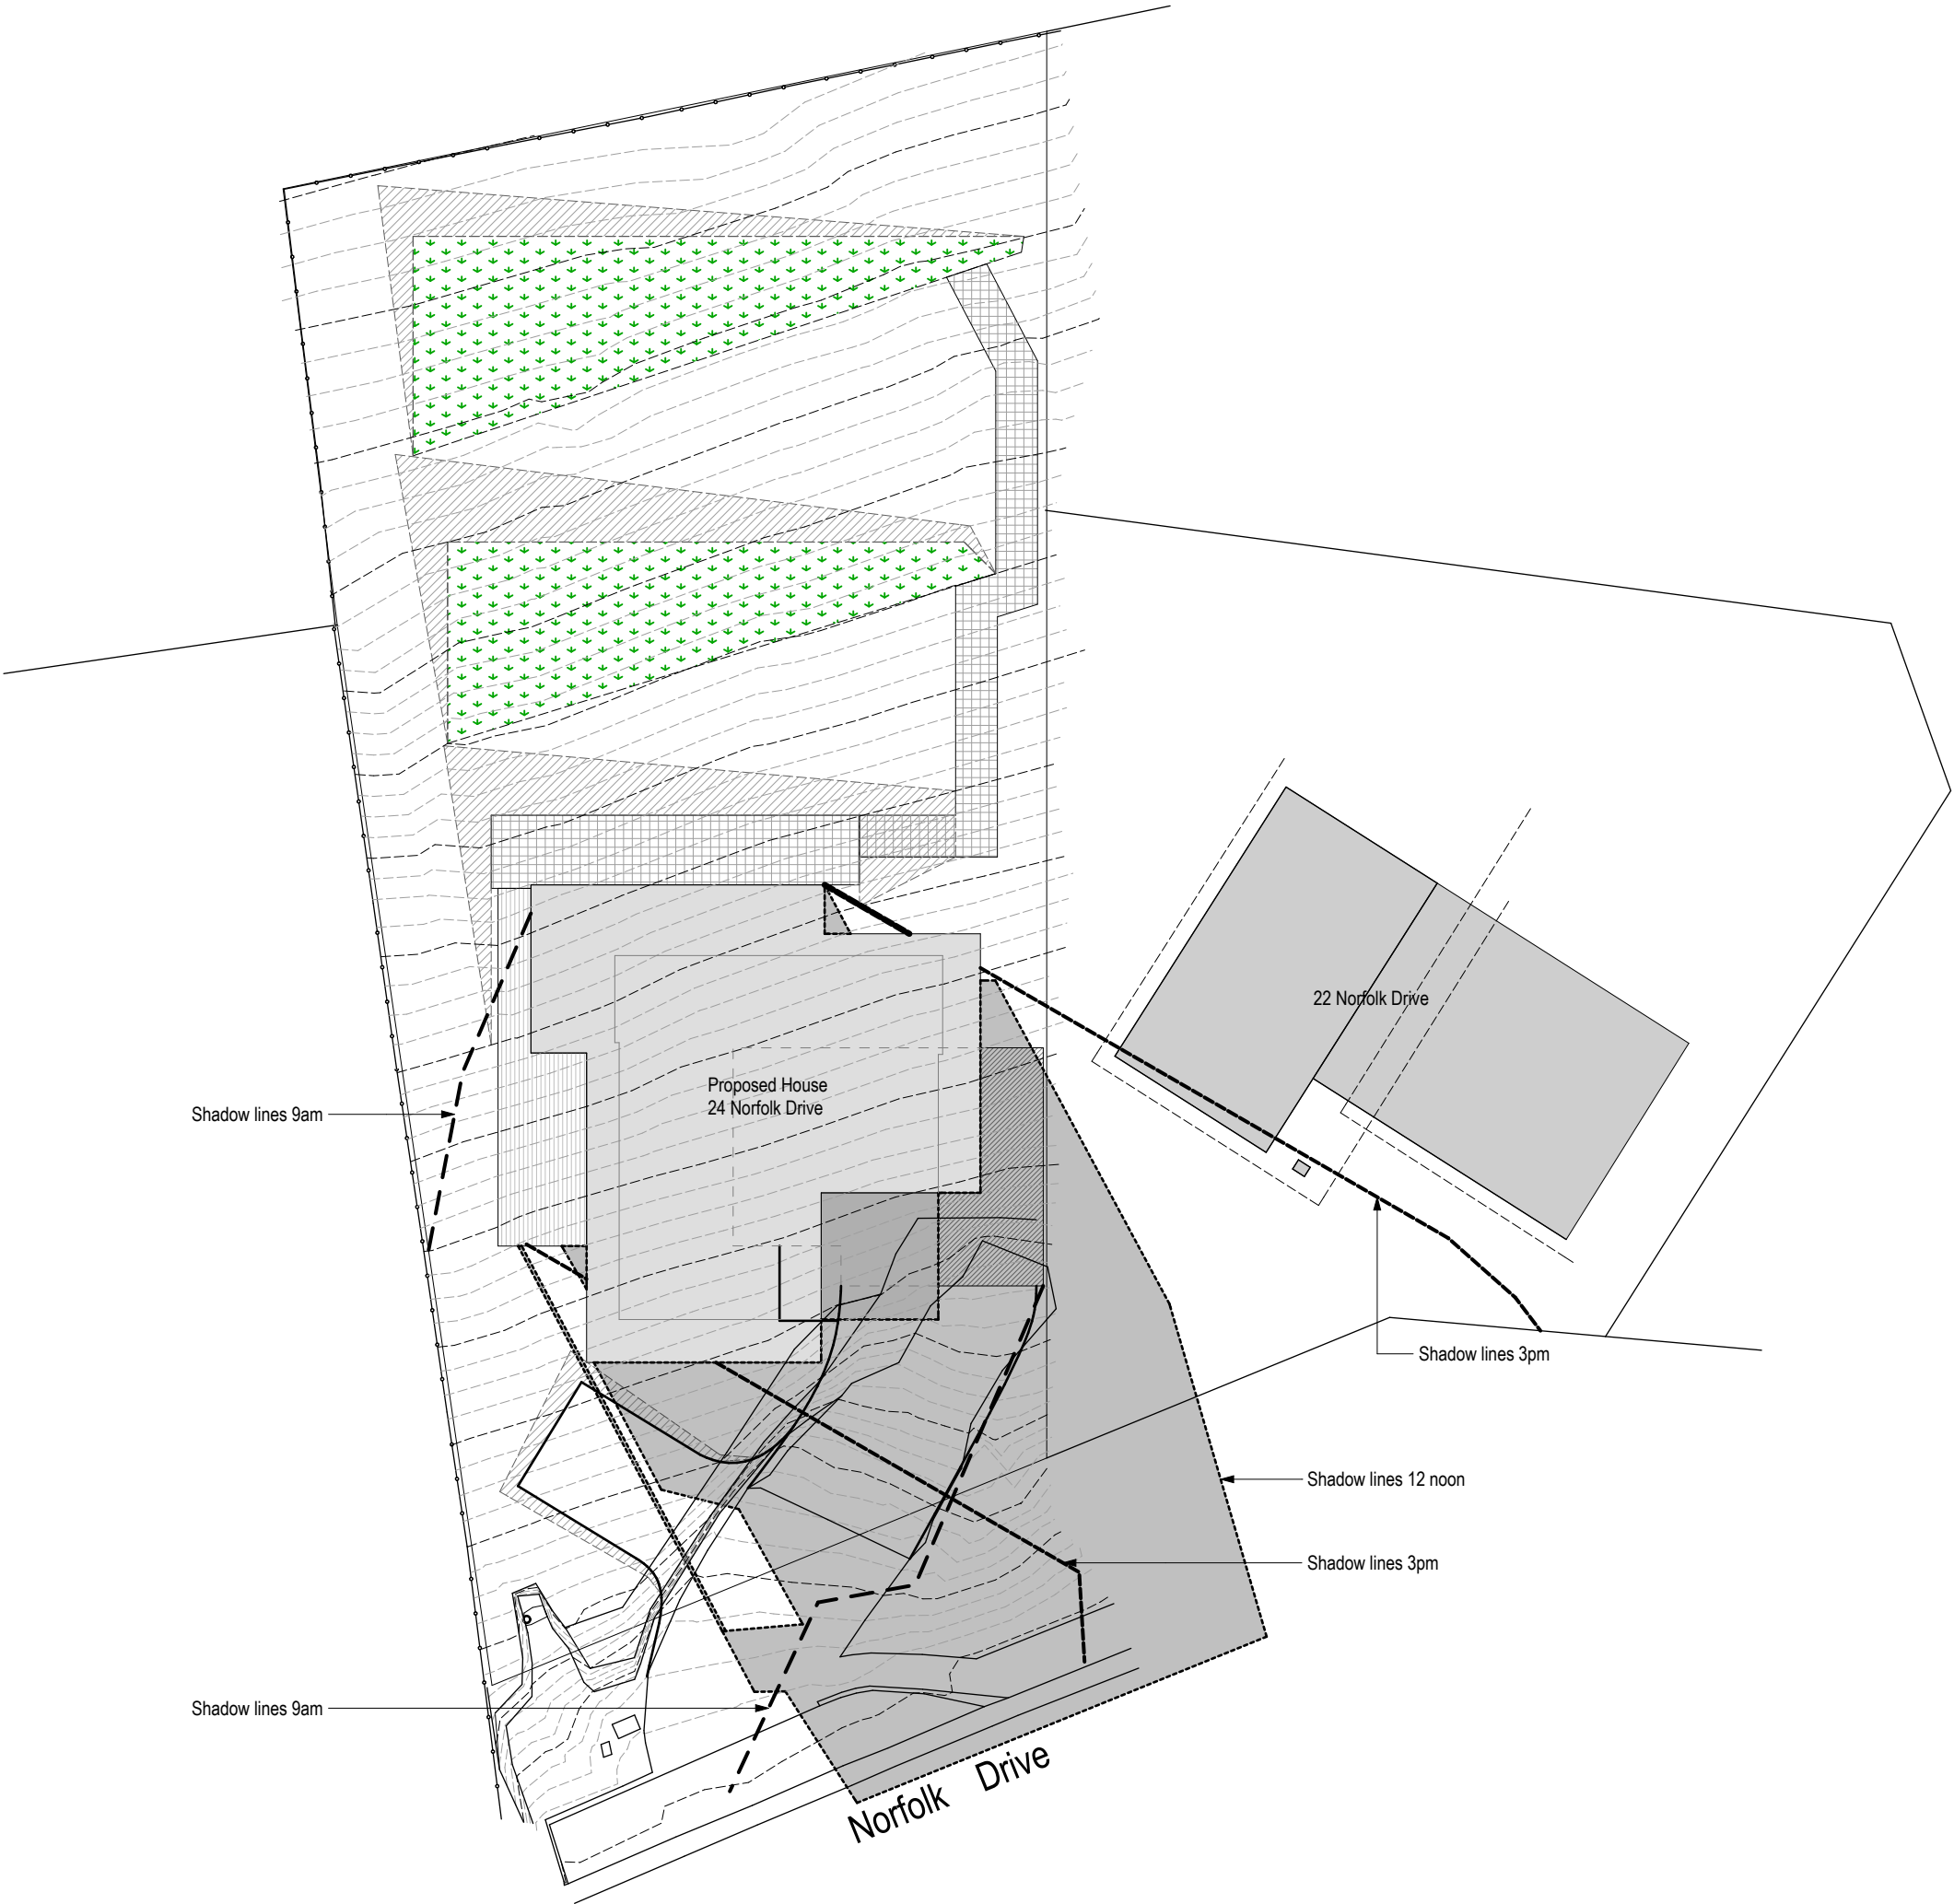 22 Norfolk Drive
Proposed House
24 Norfolk Drive
Shadow lines 9am
Shadow lines 3pm
Shadow lines 12 noon
Shadow lines 3pm
Shadow lines 9am
Norfolk Drive